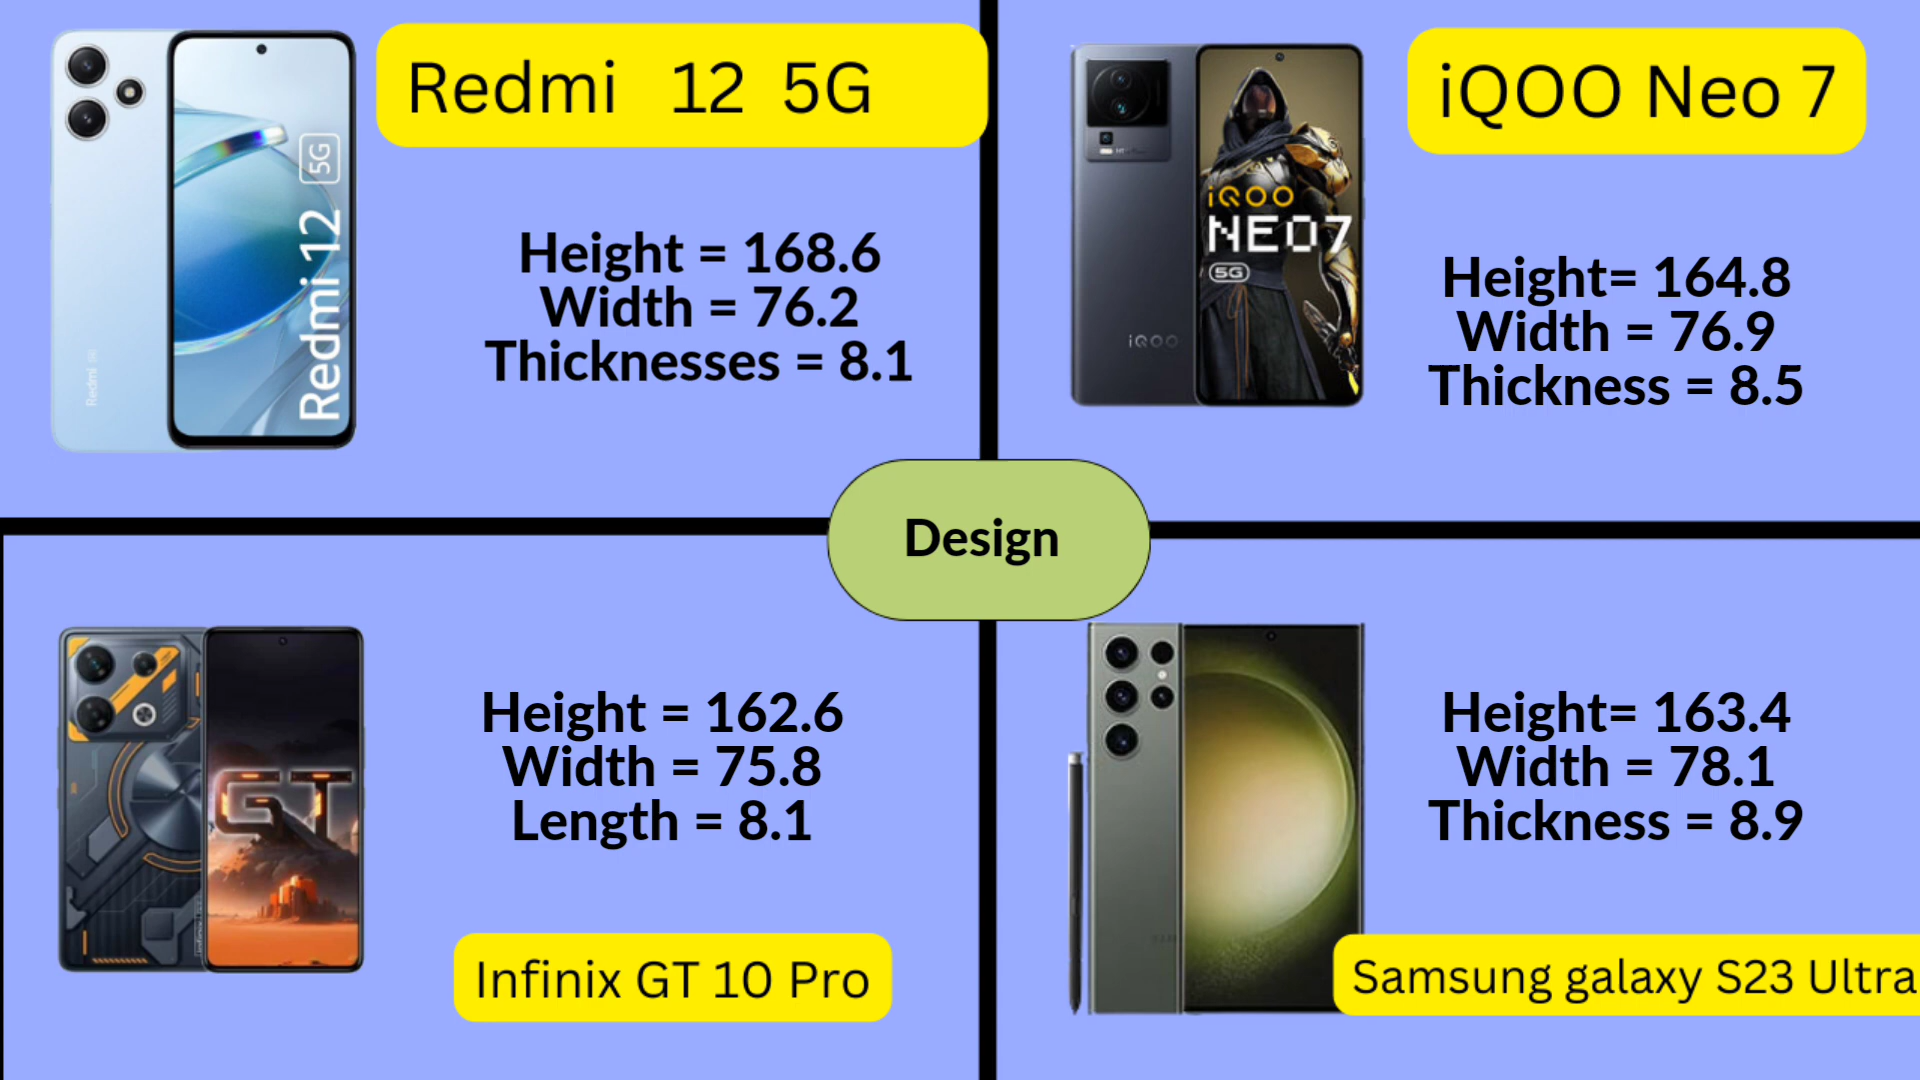 Redmi 12 5G
Height = 168.6
Width = 76.2
Thicknesses = 8.1
Redmi 12 5G
iQOO Neo 7
Height= 164.8
Width = 76.9
Thickness = 8.5
iQOO
NEO7
5G
iQOO
Design
Height = 162.6
Width = 75.8
Length = 8.1
GT
Infinix GT 10 Pro
Height= 163.4
Width = 78.1
Thickness = 8.9
Samsung galaxy S23 Ultra